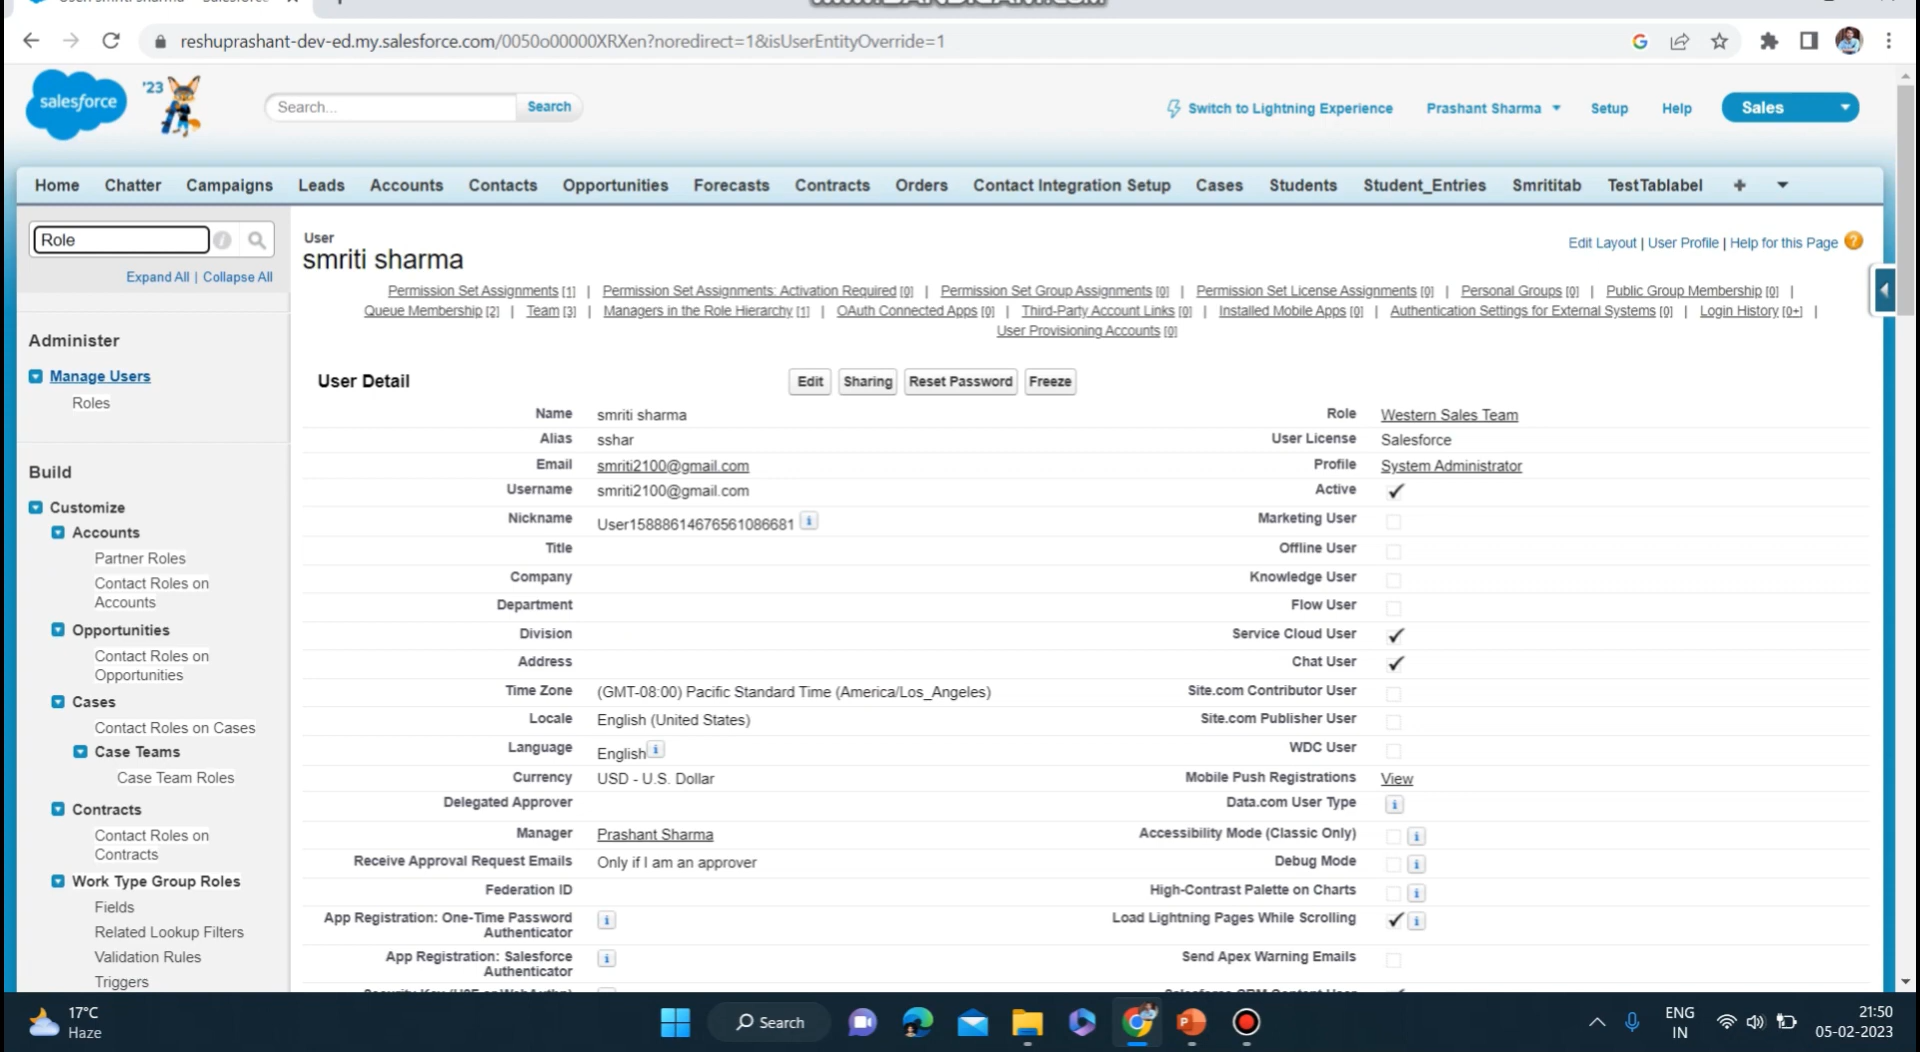 reshuprashant-dev-ed.my.salesforce.com/0050o00000XRXen?noredirect=1&isUserEntityOverride=1
salesforce '23 Search... Search Switch to Lightning Experience Prashant Sharma Setup Help Sales
Home Chatter Campaigns Leads Accounts Contacts Opportunities Forecasts Contracts Orders Contact Integration Setup Cases Students Student_Entries Smrititab TestTablabel +
Role
Expand All | Collapse All
Administer
Manage Users
Roles
Build
Customize
Accounts
Partner Roles
Contact Roles on
Accounts
Opportunities
Contact Roles on
Opportunities
Cases
Contact Roles on Cases
Case Teams
Case Team Roles
Contracts
Contact Roles on
Contracts
Work Type Group Roles
Fields
Related Lookup Filters
Validation Rules
Triggers
User
smriti sharma
Edit Layout | User Profile | Help for this Page ?
Permission Set Assignments [1] | Permission Set Assignments: Activation Required [0] | Permission Set Group Assignments [0] | Permission Set License Assignments [0] | Personal Groups [0] | Public Group Membership [0] |
Queue Membership [2] | Team [3] | Managers in the Role Hierarchy [1] | OAuth Connected Apps [0] | Third-Party Account Links [0] | Installed Mobile Apps [0] | Authentication Settings for External Systems [0] | Login History [0+] |
User Provisioning Accounts [0]
User Detail Edit Sharing Reset Password Freeze
Name smriti sharma Role Western Sales Team
Alias sshar User License Salesforce
Email smriti2100@gmail.com Profile System Administrator
Username smriti2100@gmail.com Active
Nickname User15888614676561086681 i Marketing User
Title Offline User
Company Knowledge User
Department Flow User
Division Service Cloud User
Address Chat User
Time Zone (GMT-08:00) Pacific Standard Time (America/Los_Angeles) Site.com Contributor User
Locale English (United States) Site.com Publisher User
Language English i WDC User
Currency USD - U.S. Dollar Mobile Push Registrations View
Delegated Approver Data.com User Type i
Manager Prashant Sharma Accessibility Mode (Classic Only) i
Receive Approval Request Emails Only if I am an approver Debug Mode i
Federation ID High-Contrast Palette on Charts i
App Registration: One-Time Password
Authenticator i Load Lightning Pages While Scrolling i
App Registration: Salesforce
Authenticator i Send Apex Warning Emails
17°C
Haze
Search
ENG
IN
21:50
05-02-2023